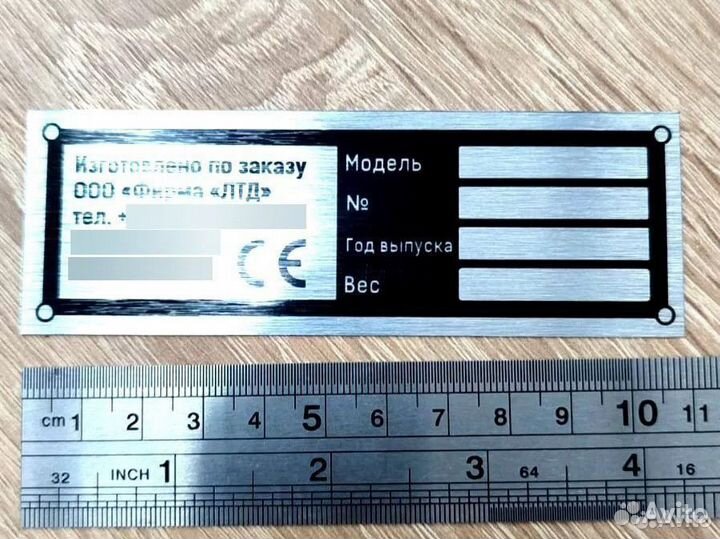 Изготовлено по заказу
ООО «Фирма «ЛТД»
тел. +
CE
Модель
№
Год выпуска
Вес
cm 1 2 3 4 5 6 7 8 9 10 11
32 INCH 1 2 3 64 4 16
Avito